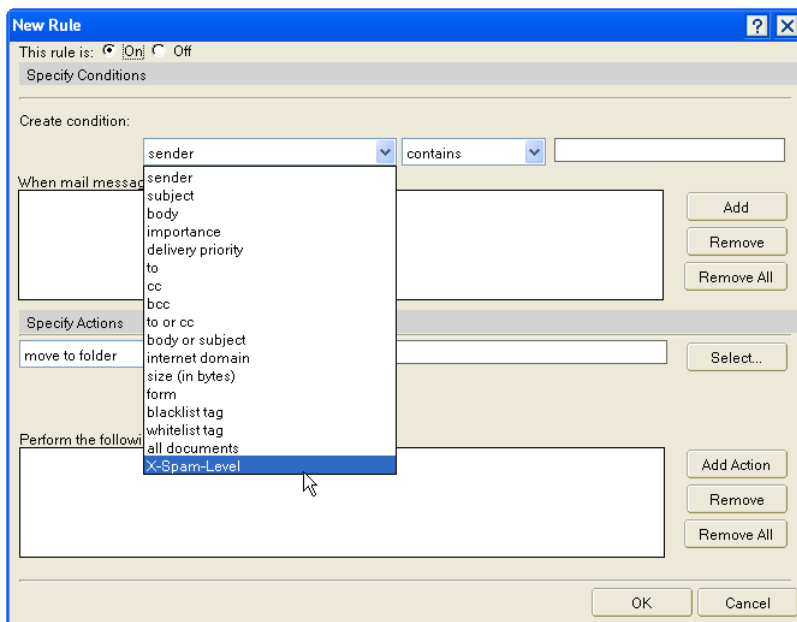 New Rule
This rule is: On Off
Specify Conditions
Create condition:
sender contains
When mail messag
sender
subject
body
importance
delivery priority
to
cc
bcc
to or cc
body or subject
internet domain
size (in bytes)
form
blacklist tag
whitelist tag
all documents
X-Spam-Level
Add
Remove
Remove All
Specify Actions
move to folder Select...
Perform the followi
Add Action
Remove
Remove All
OK Cancel